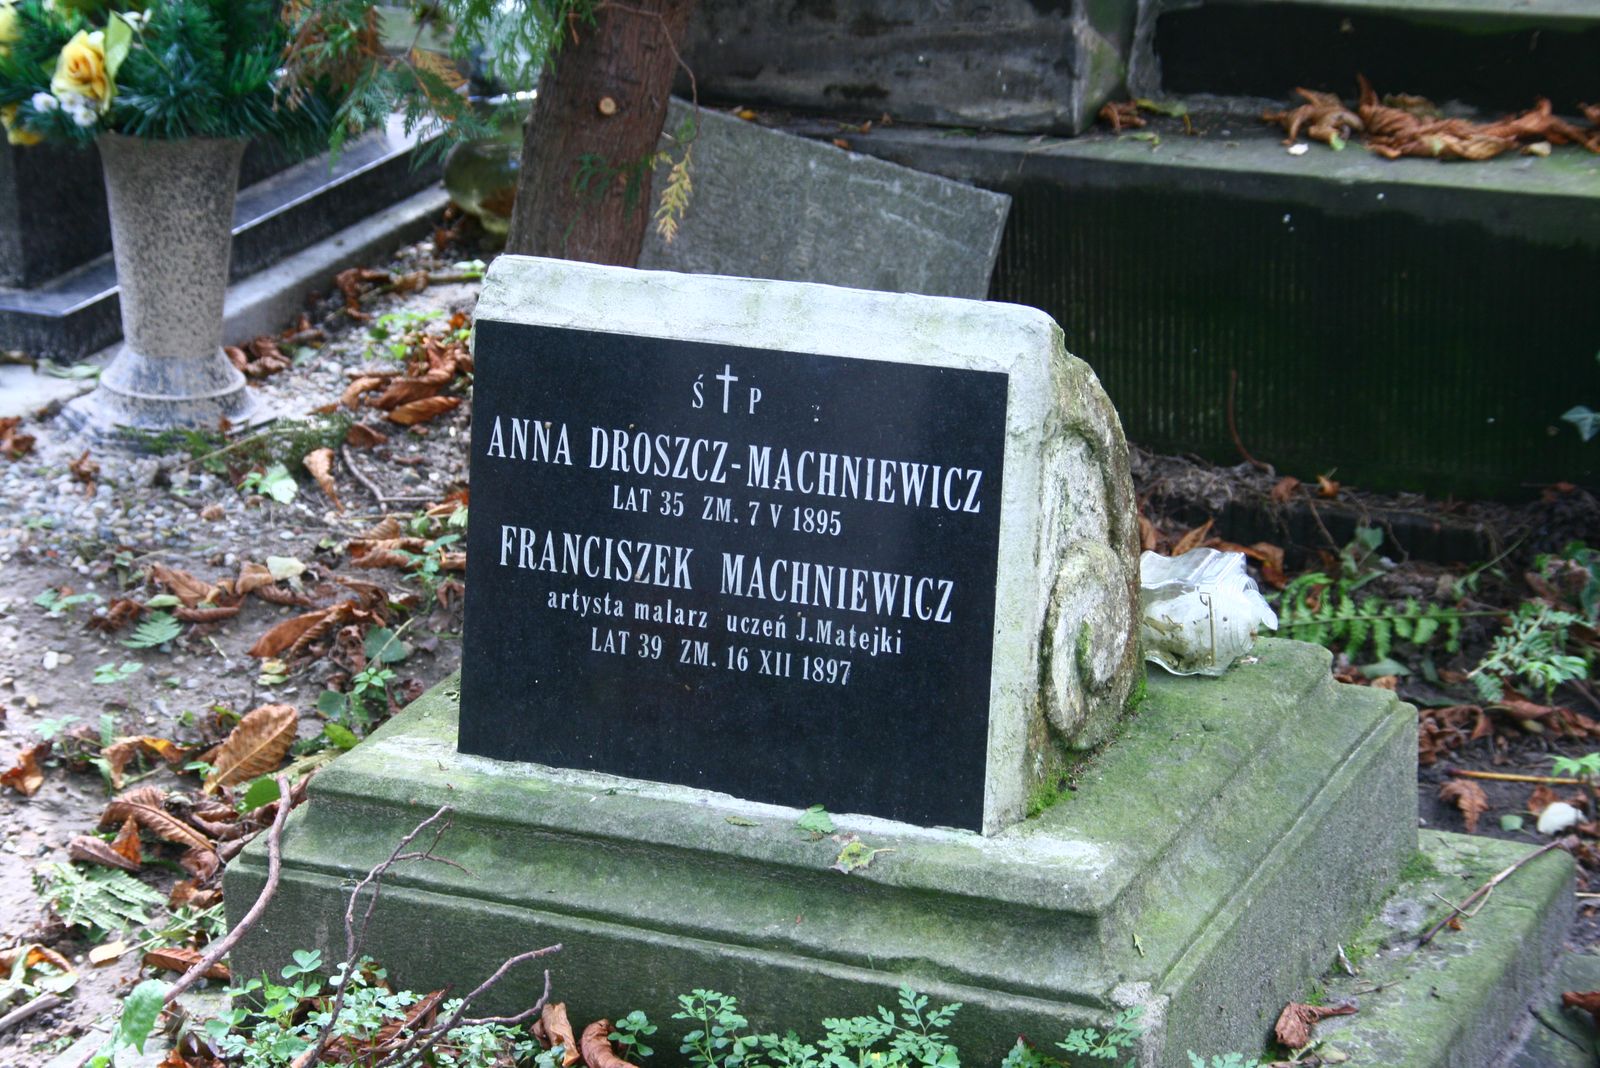 Ś † P
ANNA DROSZCZ-MACHNIEWICZ
LAT 35 ZM. 7 V 1895
FRANCISZEK MACHNIEWICZ
artysta malarz uczeń J.Matejki
LAT 39 ZM. 16 XII 1897